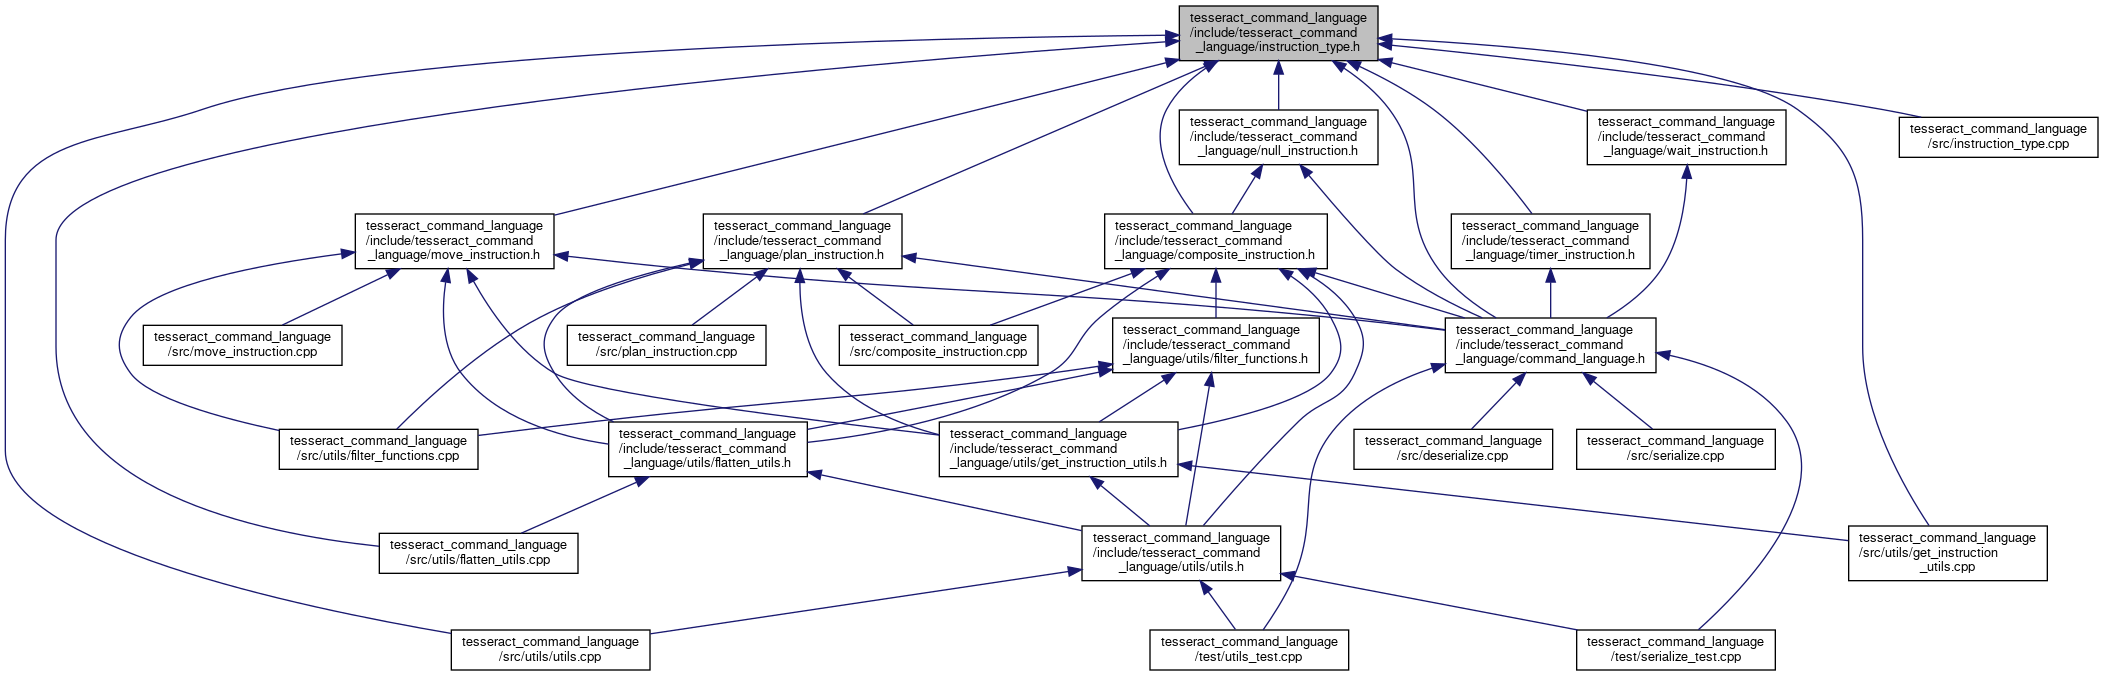 tesseract_command_language
/include/tesseract_command
_language/instruction_type.h
tesseract_command_language
/include/tesseract_command
_language/null_instruction.h
tesseract_command_language
/include/tesseract_command
_language/wait_instruction.h
tesseract_command_language
/src/instruction_type.cpp
tesseract_command_language
/include/tesseract_command
_language/move_instruction.h
tesseract_command_language
/include/tesseract_command
_language/plan_instruction.h
tesseract_command_language
/include/tesseract_command
_language/composite_instruction.h
tesseract_command_language
/include/tesseract_command
_language/timer_instruction.h
tesseract_command_language
/src/move_instruction.cpp
tesseract_command_language
/src/plan_instruction.cpp
tesseract_command_language
/src/composite_instruction.cpp
tesseract_command_language
/include/tesseract_command
_language/utils/filter_functions.h
tesseract_command_language
/include/tesseract_command
_language/command_language.h
tesseract_command_language
/src/utils/filter_functions.cpp
tesseract_command_language
/include/tesseract_command
_language/utils/flatten_utils.h
tesseract_command_language
/include/tesseract_command
_language/utils/get_instruction_utils.h
tesseract_command_language
/src/deserialize.cpp
tesseract_command_language
/src/serialize.cpp
tesseract_command_language
/src/utils/flatten_utils.cpp
tesseract_command_language
/include/tesseract_command
_language/utils/utils.h
tesseract_command_language
/src/utils/get_instruction
_utils.cpp
tesseract_command_language
/src/utils/utils.cpp
tesseract_command_language
/test/utils_test.cpp
tesseract_command_language
/test/serialize_test.cpp